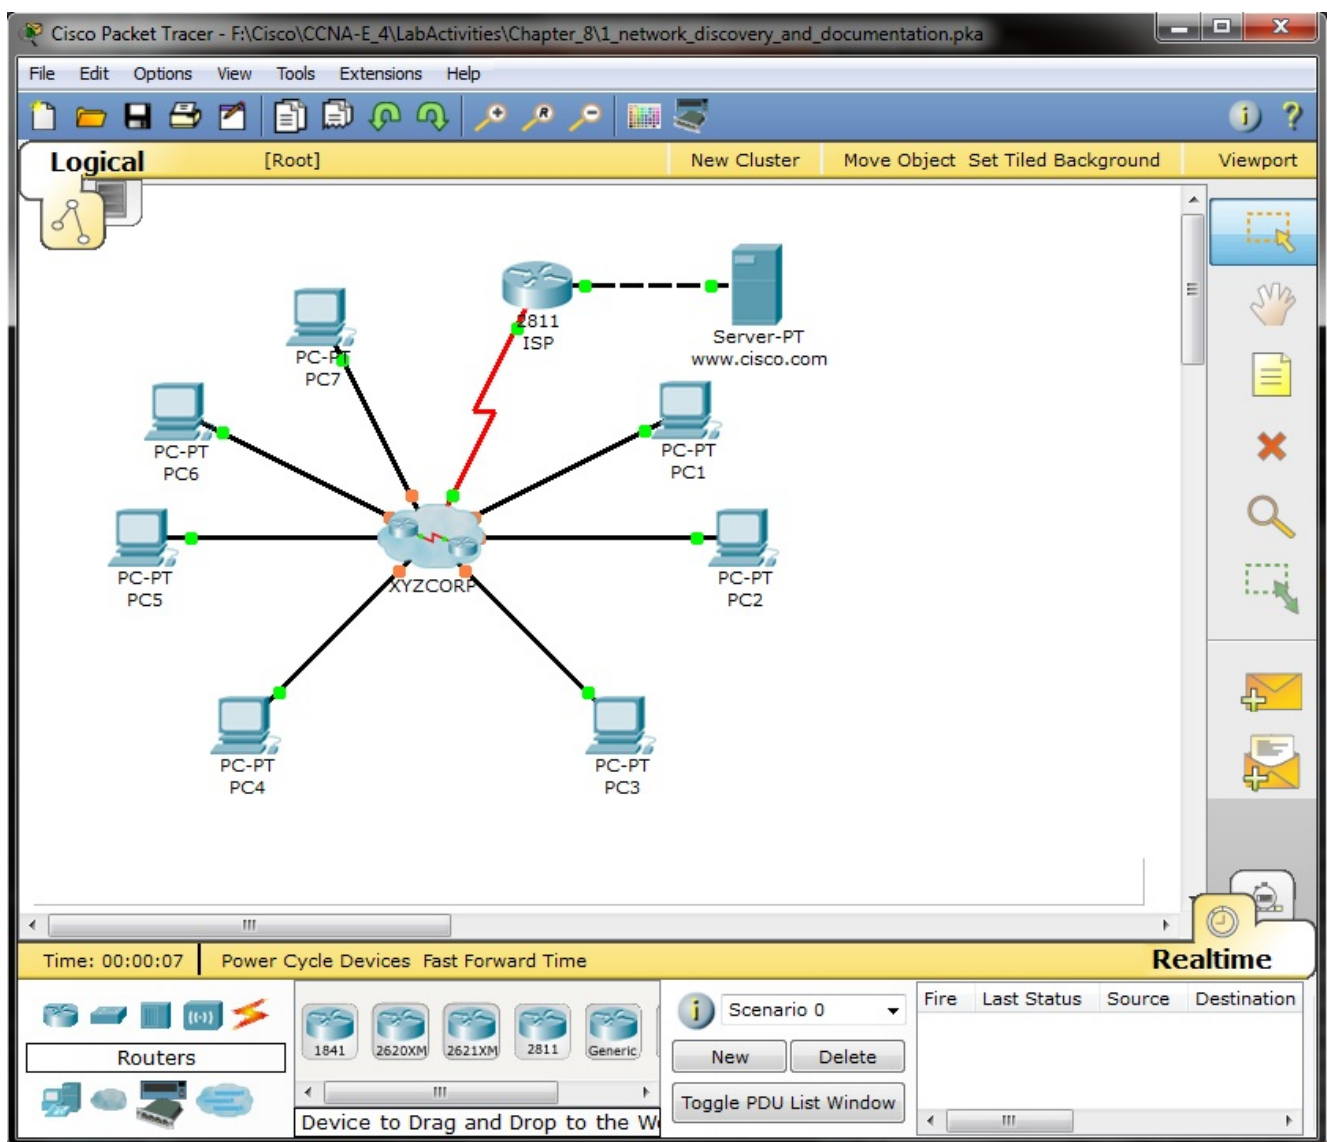 Cisco Packet Tracer - F:\Cisco\CCNA-E_4\LabActivities\Chapter_8\1_network_discovery_and_documentation.pka
File Edit Options View Tools Extensions Help
Logical [Root] New Cluster Move Object Set Tiled Background Viewport
2811
ISP
Server-PT
www.cisco.com
PC-PT
PC7
PC-PT
PC6
PC-PT
PC1
PC-PT
PC5
XYZCORP
PC-PT
PC2
PC-PT
PC4
PC-PT
PC3
Time: 00:00:07 Power Cycle Devices Fast Forward Time Realtime
Routers
1841 2620XM 2621XM 2811 Generic
Device to Drag and Drop to the
Scenario 0
New Delete
Toggle PDU List Window
Fire Last Status Source Destination